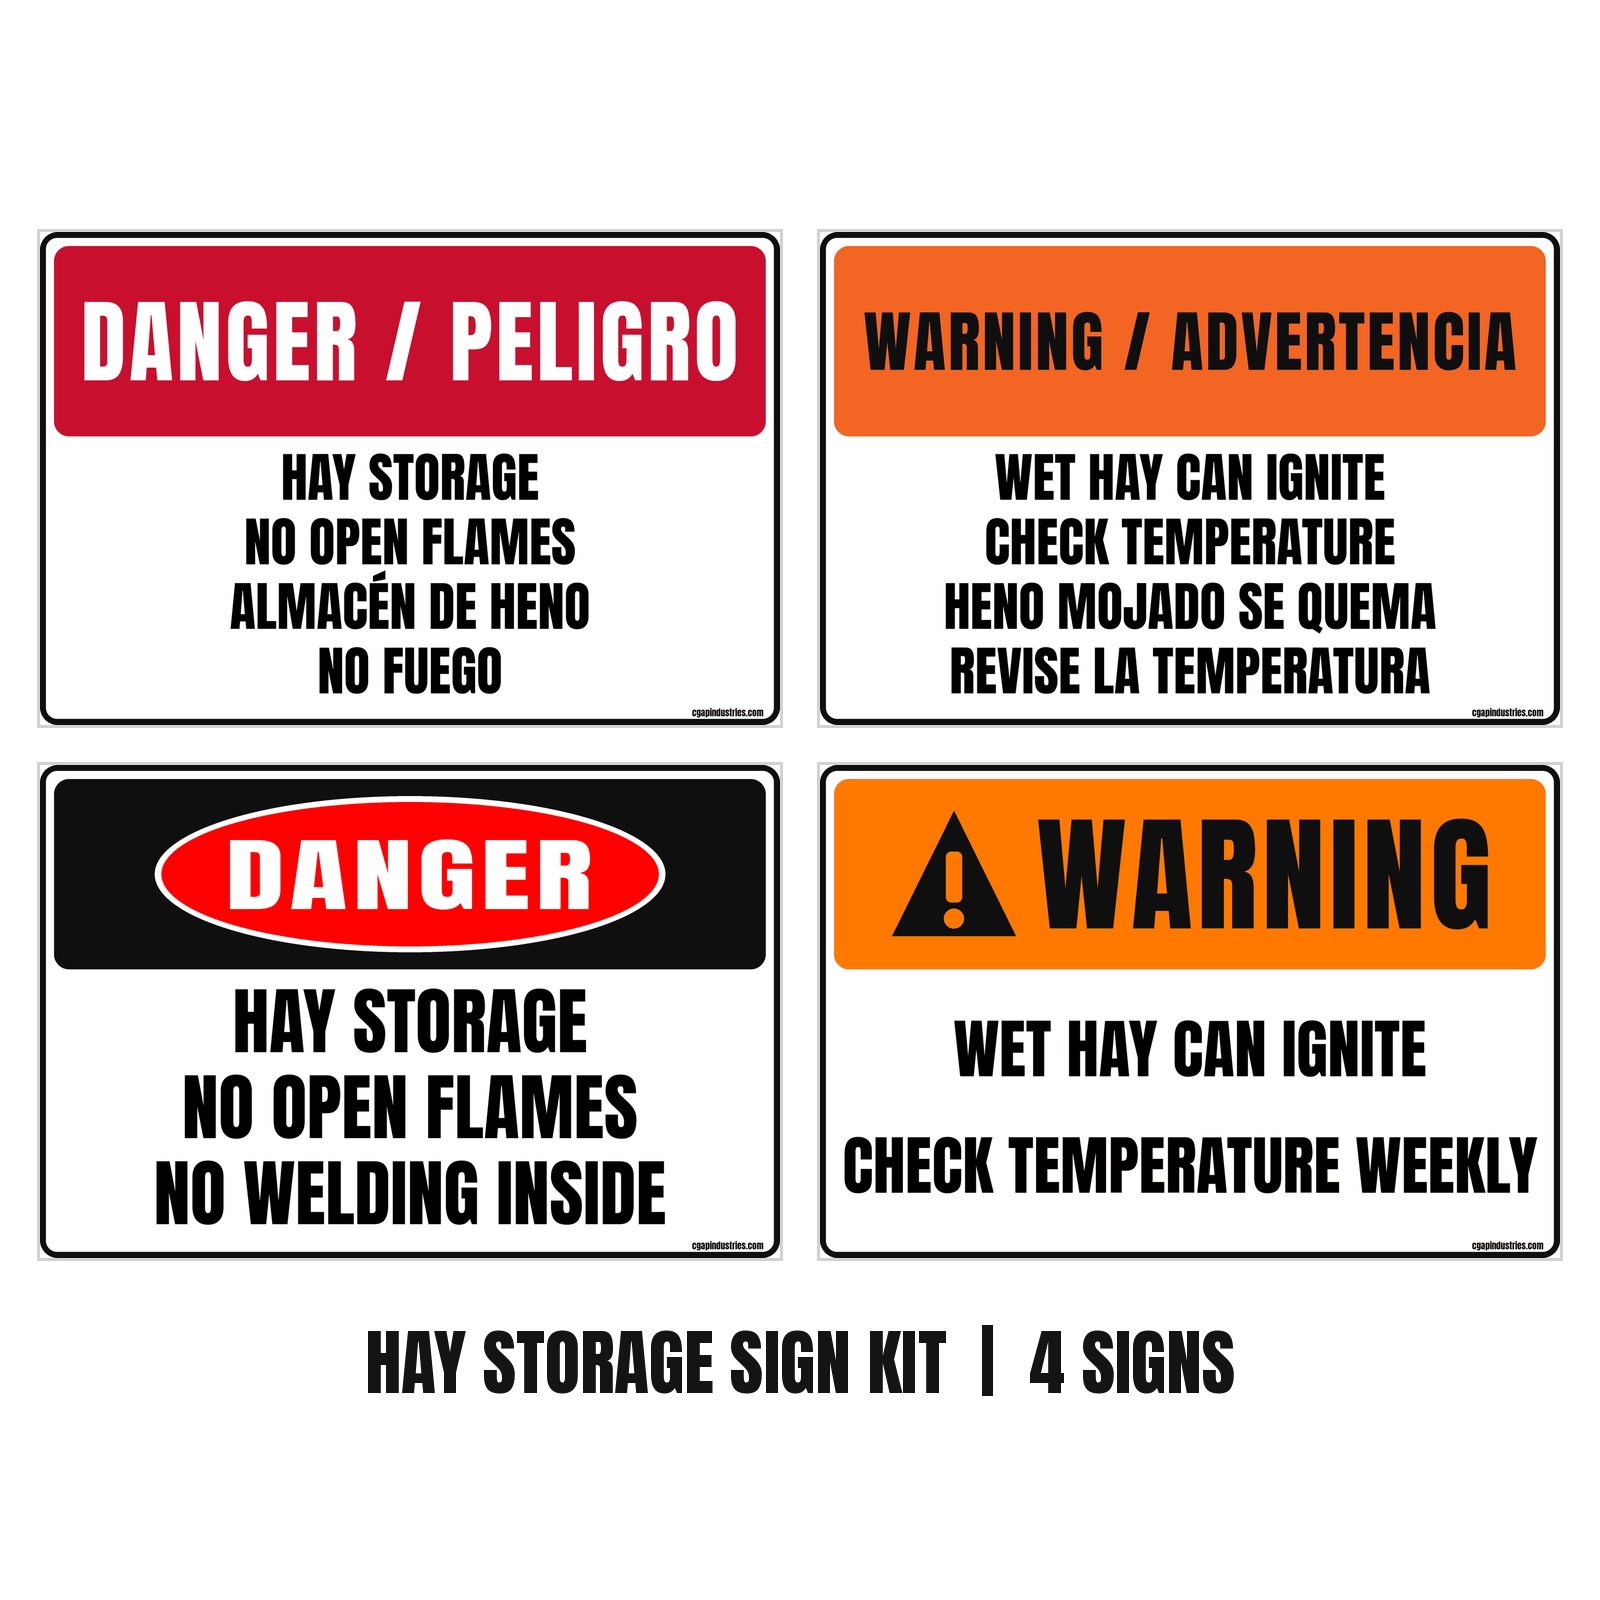 DANGER / PELIGRO
HAY STORAGE
NO OPEN FLAMES
ALMACÉN DE HENO
NO FUEGO
cgapindustries.com
WARNING / ADVERTENCIA
WET HAY CAN IGNITE
CHECK TEMPERATURE
HENO MOJADO SE QUEMA
REVISE LA TEMPERATURA
cgapindustries.com
DANGER
HAY STORAGE
NO OPEN FLAMES
NO WELDING INSIDE
cgapindustries.com
WARNING
WET HAY CAN IGNITE
CHECK TEMPERATURE WEEKLY
cgapindustries.com
HAY STORAGE SIGN KIT | 4 SIGNS